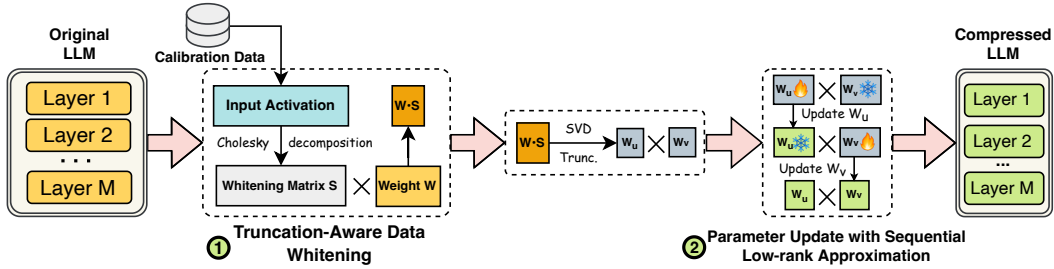 Original
LLM
Layer 1
Layer 2
...
Layer M
Calibration Data
Input Activation
Cholesky decomposition
Whitening Matrix S
Weight W
W·S
1 Truncation-Aware Data
Whitening
W·S
SVD
Trunc.
Wu
Wv
Wu
Wv
Update Wu
Wu
Wv
Update Wv
Wu
Wv
2 Parameter Update with Sequential
Low-rank Approximation
Compressed
LLM
Layer 1
Layer 2
...
Layer M